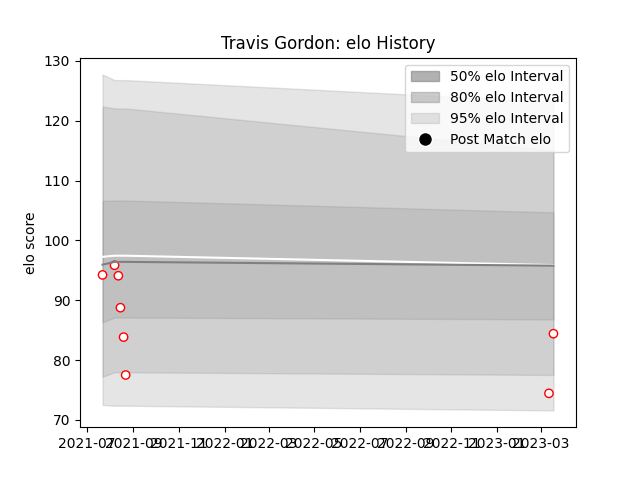 Travis Gordon: elo History
130
120
110
100
90
80
70
elo score
50% elo Interval
80% elo Interval
95% elo Interval
Post Match elo
2021-07 2021-09 2021-11 2022-01 2022-03 2022-05 2022-07 2022-09 2022-11 2023-01 2023-03